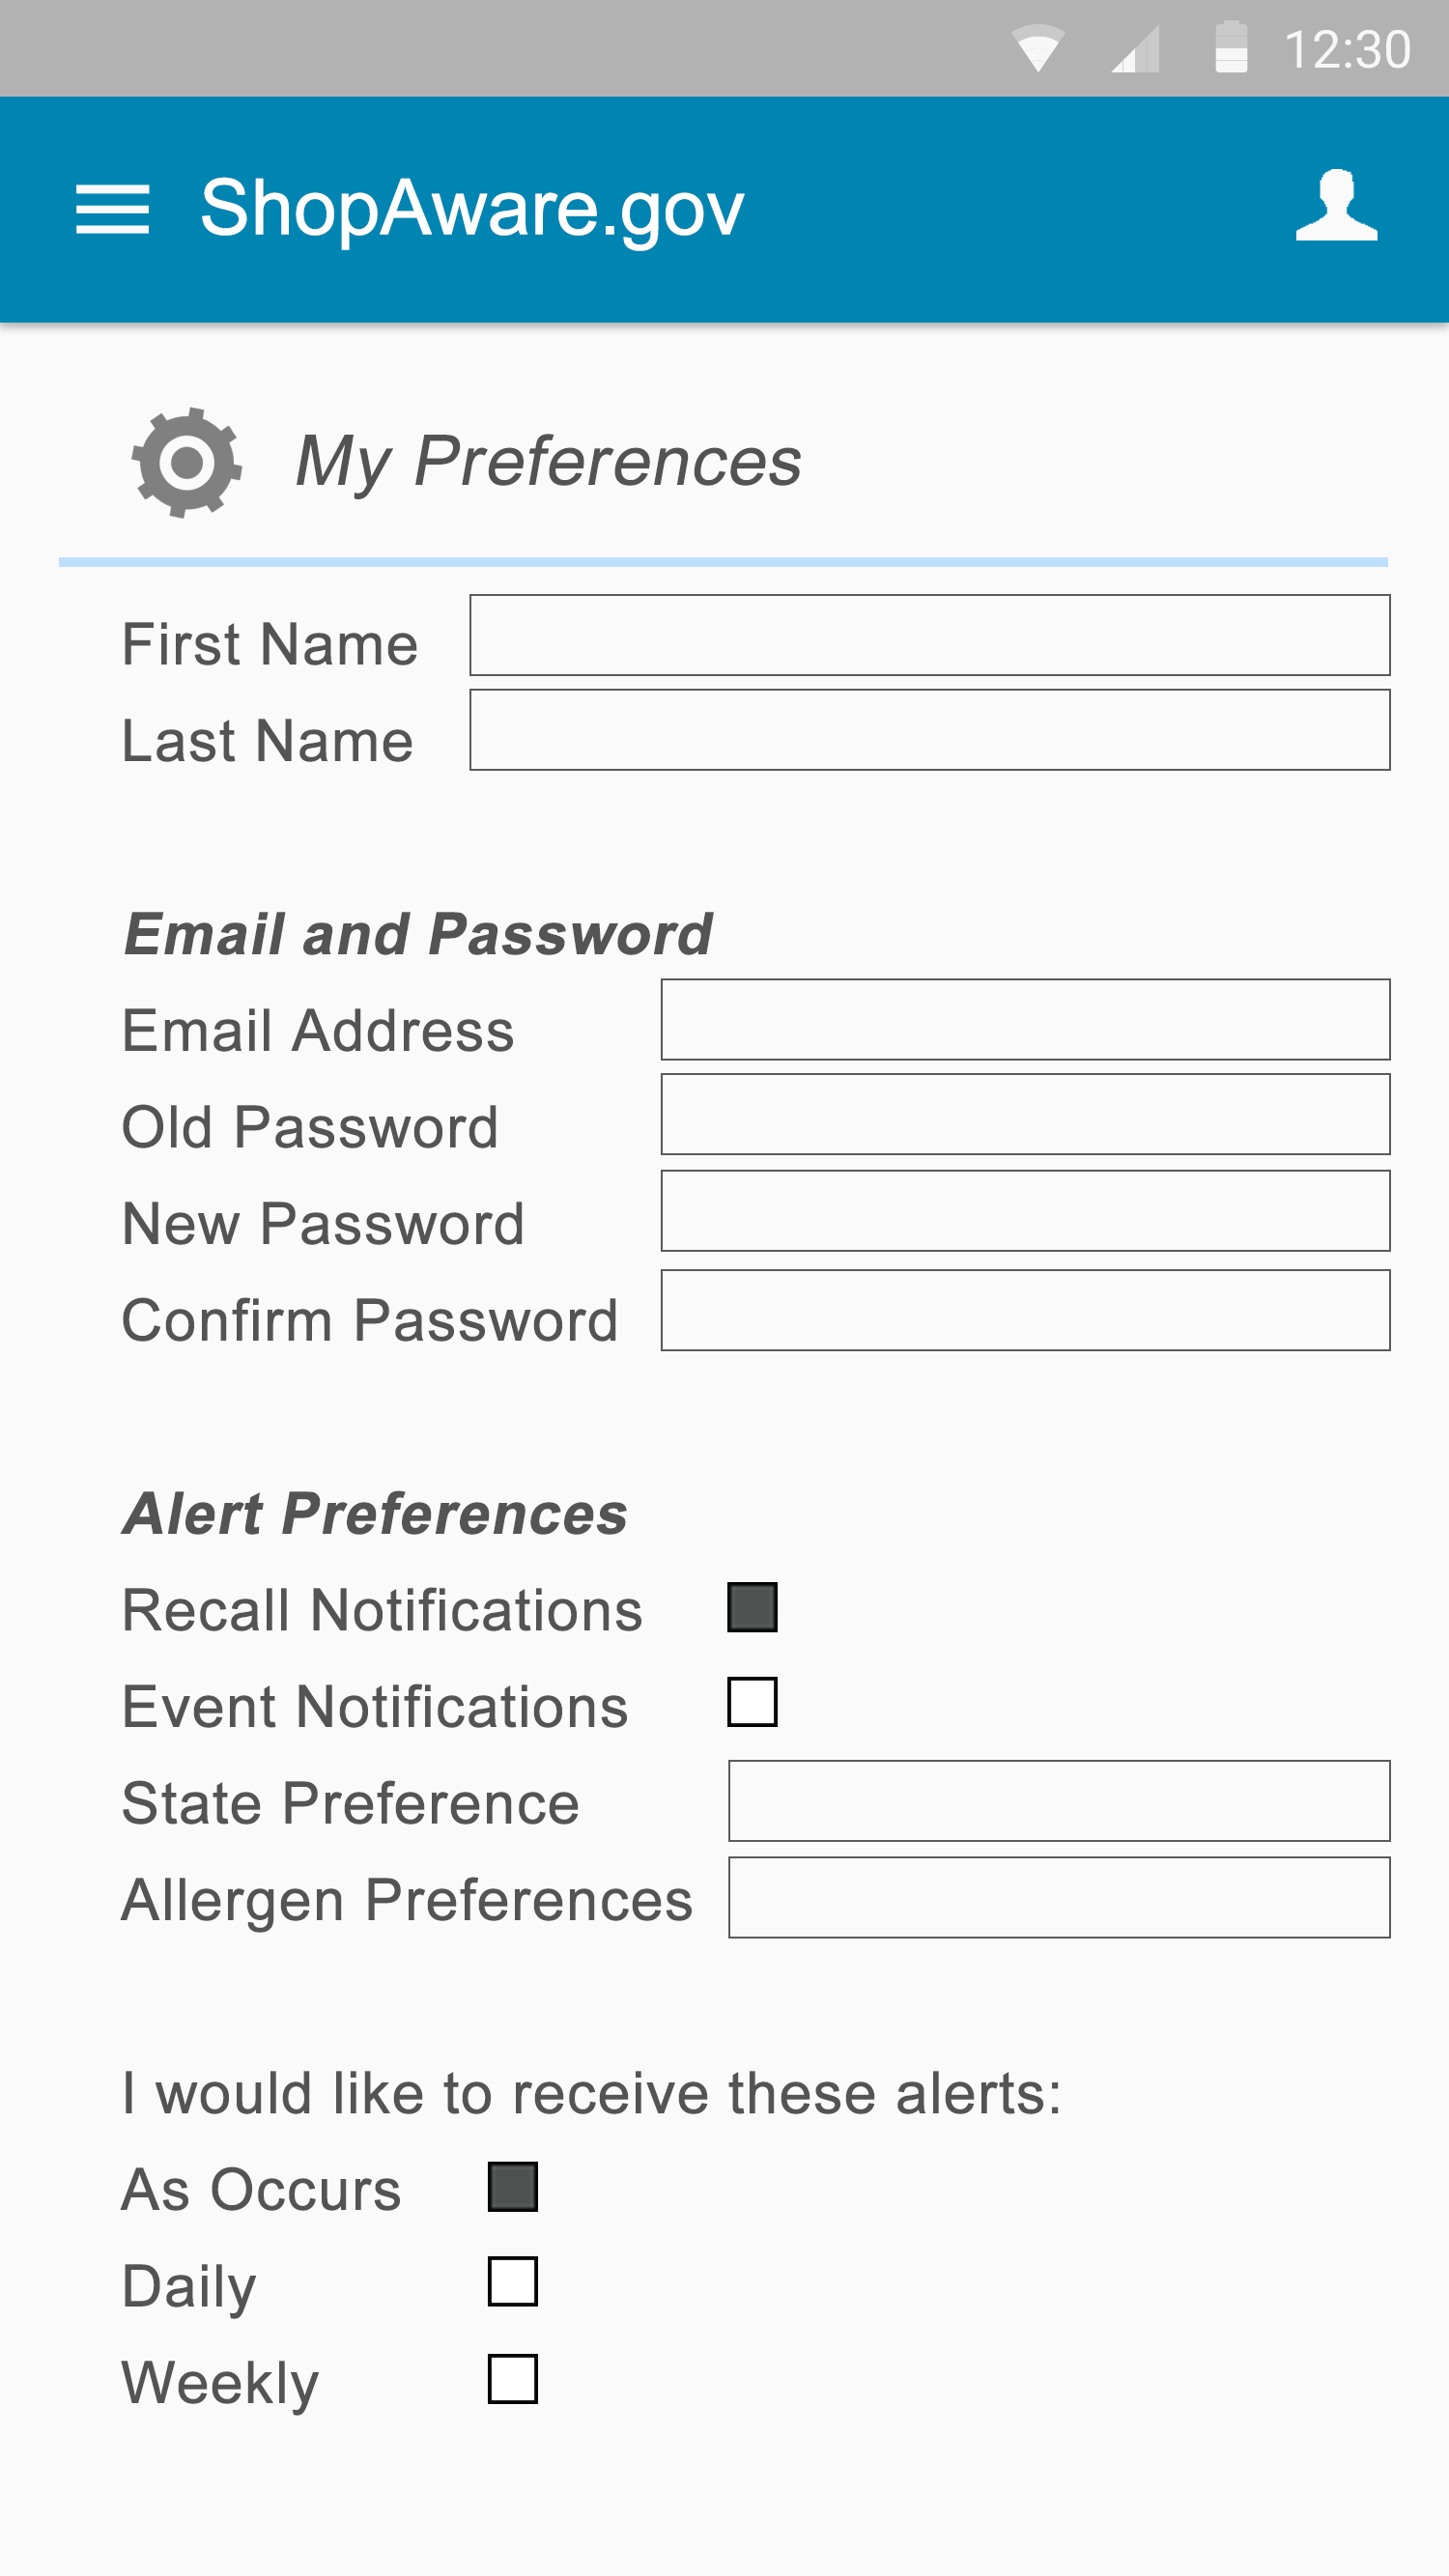 12:30
ShopAware.gov
My Preferences
First Name
Last Name
Email and Password
Email Address
Old Password
New Password
Confirm Password
Alert Preferences
Recall Notifications
Event Notifications
State Preference
Allergen Preferences
I would like to receive these alerts:
As Occurs
Daily
Weekly